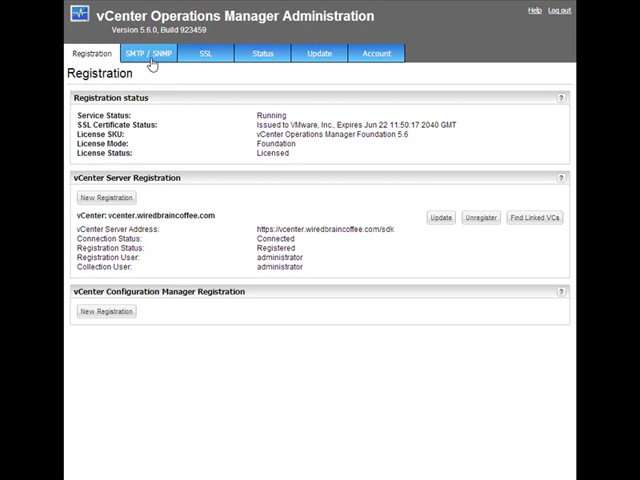 vCenter Operations Manager Administration
Help Log out
Version 5.6.0, Build 923459
Registration SMTP / SNMP SSL Status Update Account
Registration
Registration status ?
Service Status: Running
SSL Certificate Status: Issued to VMware, Inc., Expires Jun 22 11:50:17 2040 GMT
License SKU: vCenter Operations Manager Foundation 5.6
License Mode: Foundation
License Status: Licensed
vCenter Server Registration ?
New Registration
vCenter: vcenter.wiredbraincoffee.com Update Unregister Find Linked VCs
vCenter Server Address: https://vcenter.wiredbraincoffee.com/sdk
Connection Status: Connected
Registration Status: Registered
Registration User: administrator
Collection User: administrator
vCenter Configuration Manager Registration ?
New Registration